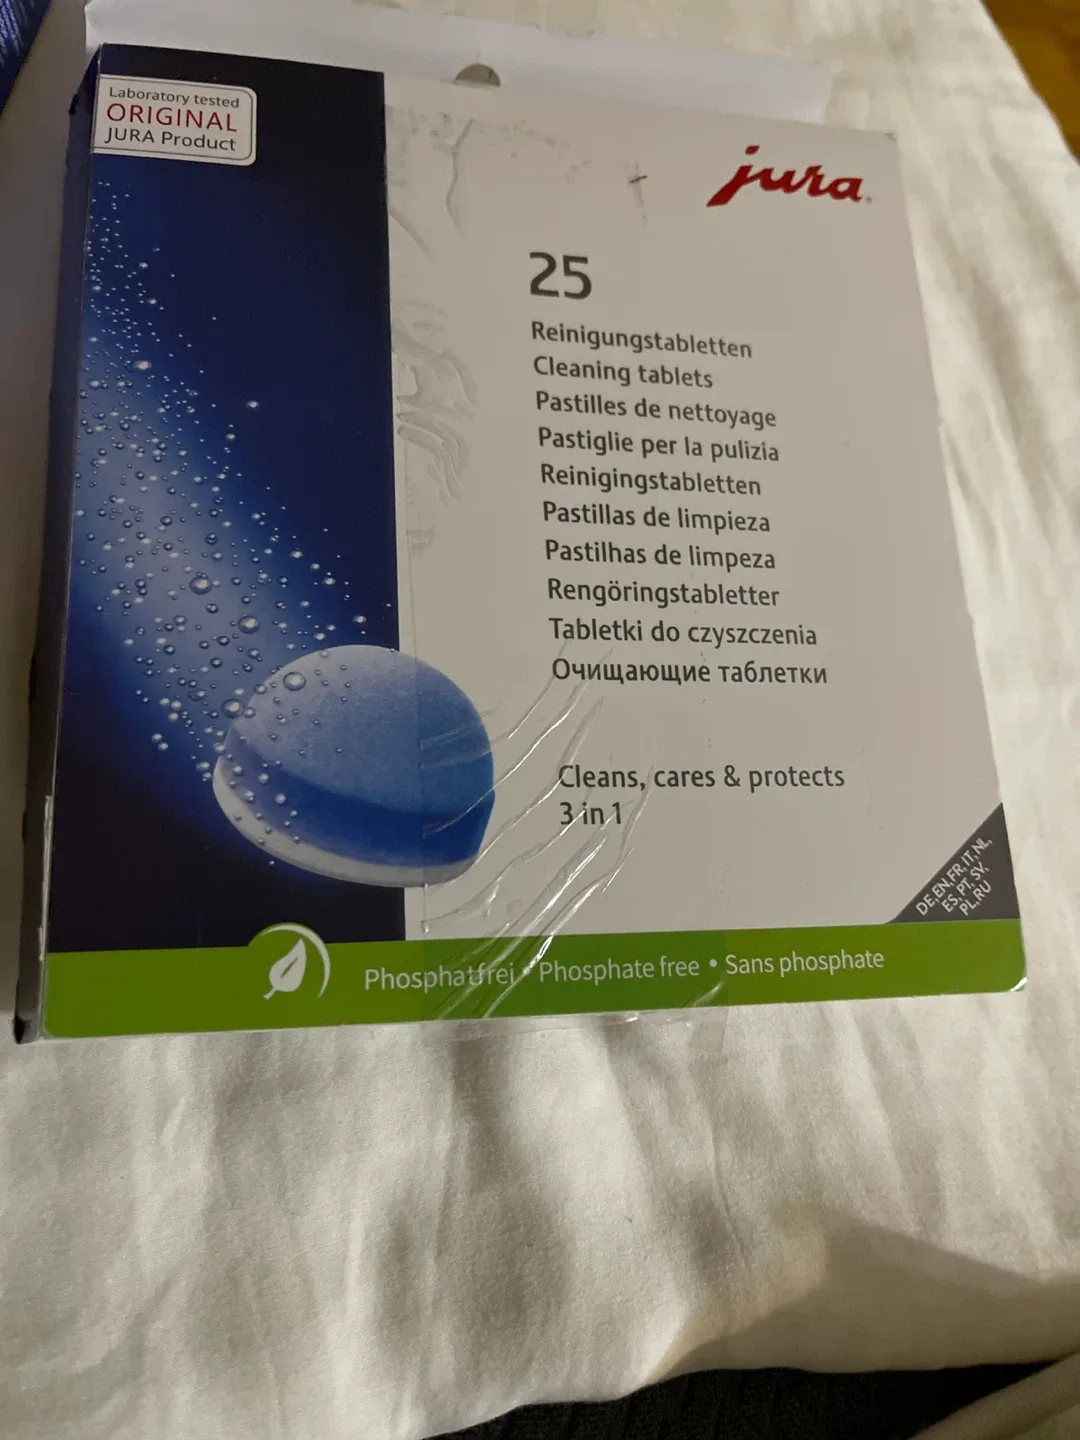 Laboratory tested
ORIGINAL
JURA Product
jura
25
Reinigungstabletten
Cleaning tablets
Pastilles de nettoyage
Pastiglie per la pulizia
Reinigingstabletten
Pastillas de limpieza
Pastilhas de limpeza
Rengöringstabletter
Tabletki do czyszczenia
Очищающие таблетки
Cleans, cares & protects
3 in 1
DE, EN, FR, IT, NL,
ES, PT, SV,
PL, RU
Phosphatfrei • Phosphate free • Sans phosphate